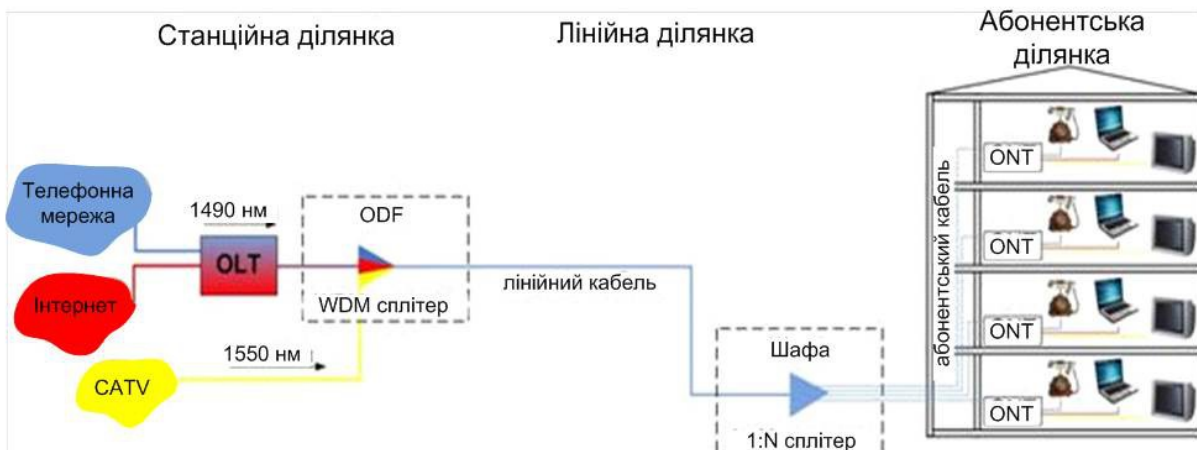 Станційна ділянка
Лінійна ділянка
Абонентська
ділянка
Телефонна
мережа
1490 нм
OLT
ODF
WDM сплітер
Інтернет
1550 нм
CATV
лінійний кабель
Шафа
1:N сплітер
абонентський кабель
ONT
ONT
ONT
ONT